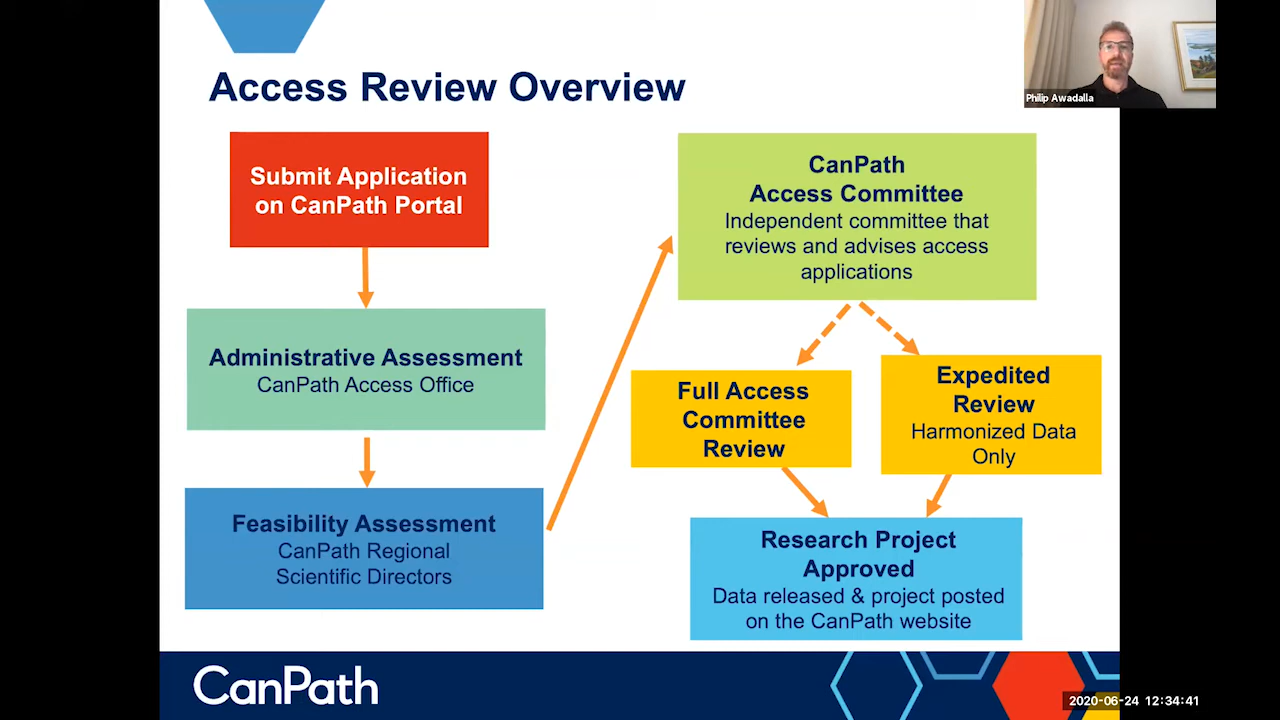 Access Review Overview
Philip Awadalla
Submit Application
on CanPath Portal
Administrative Assessment
CanPath Access Office
Feasibility Assessment
CanPath Regional
Scientific Directors
CanPath
Access Committee
Independent committee that
reviews and advises access
applications
Full Access
Committee
Review
Expedited
Review
Harmonized Data
Only
Research Project
Approved
Data released & project posted
on the CanPath website
CanPath
2020-06-24 12:34:41